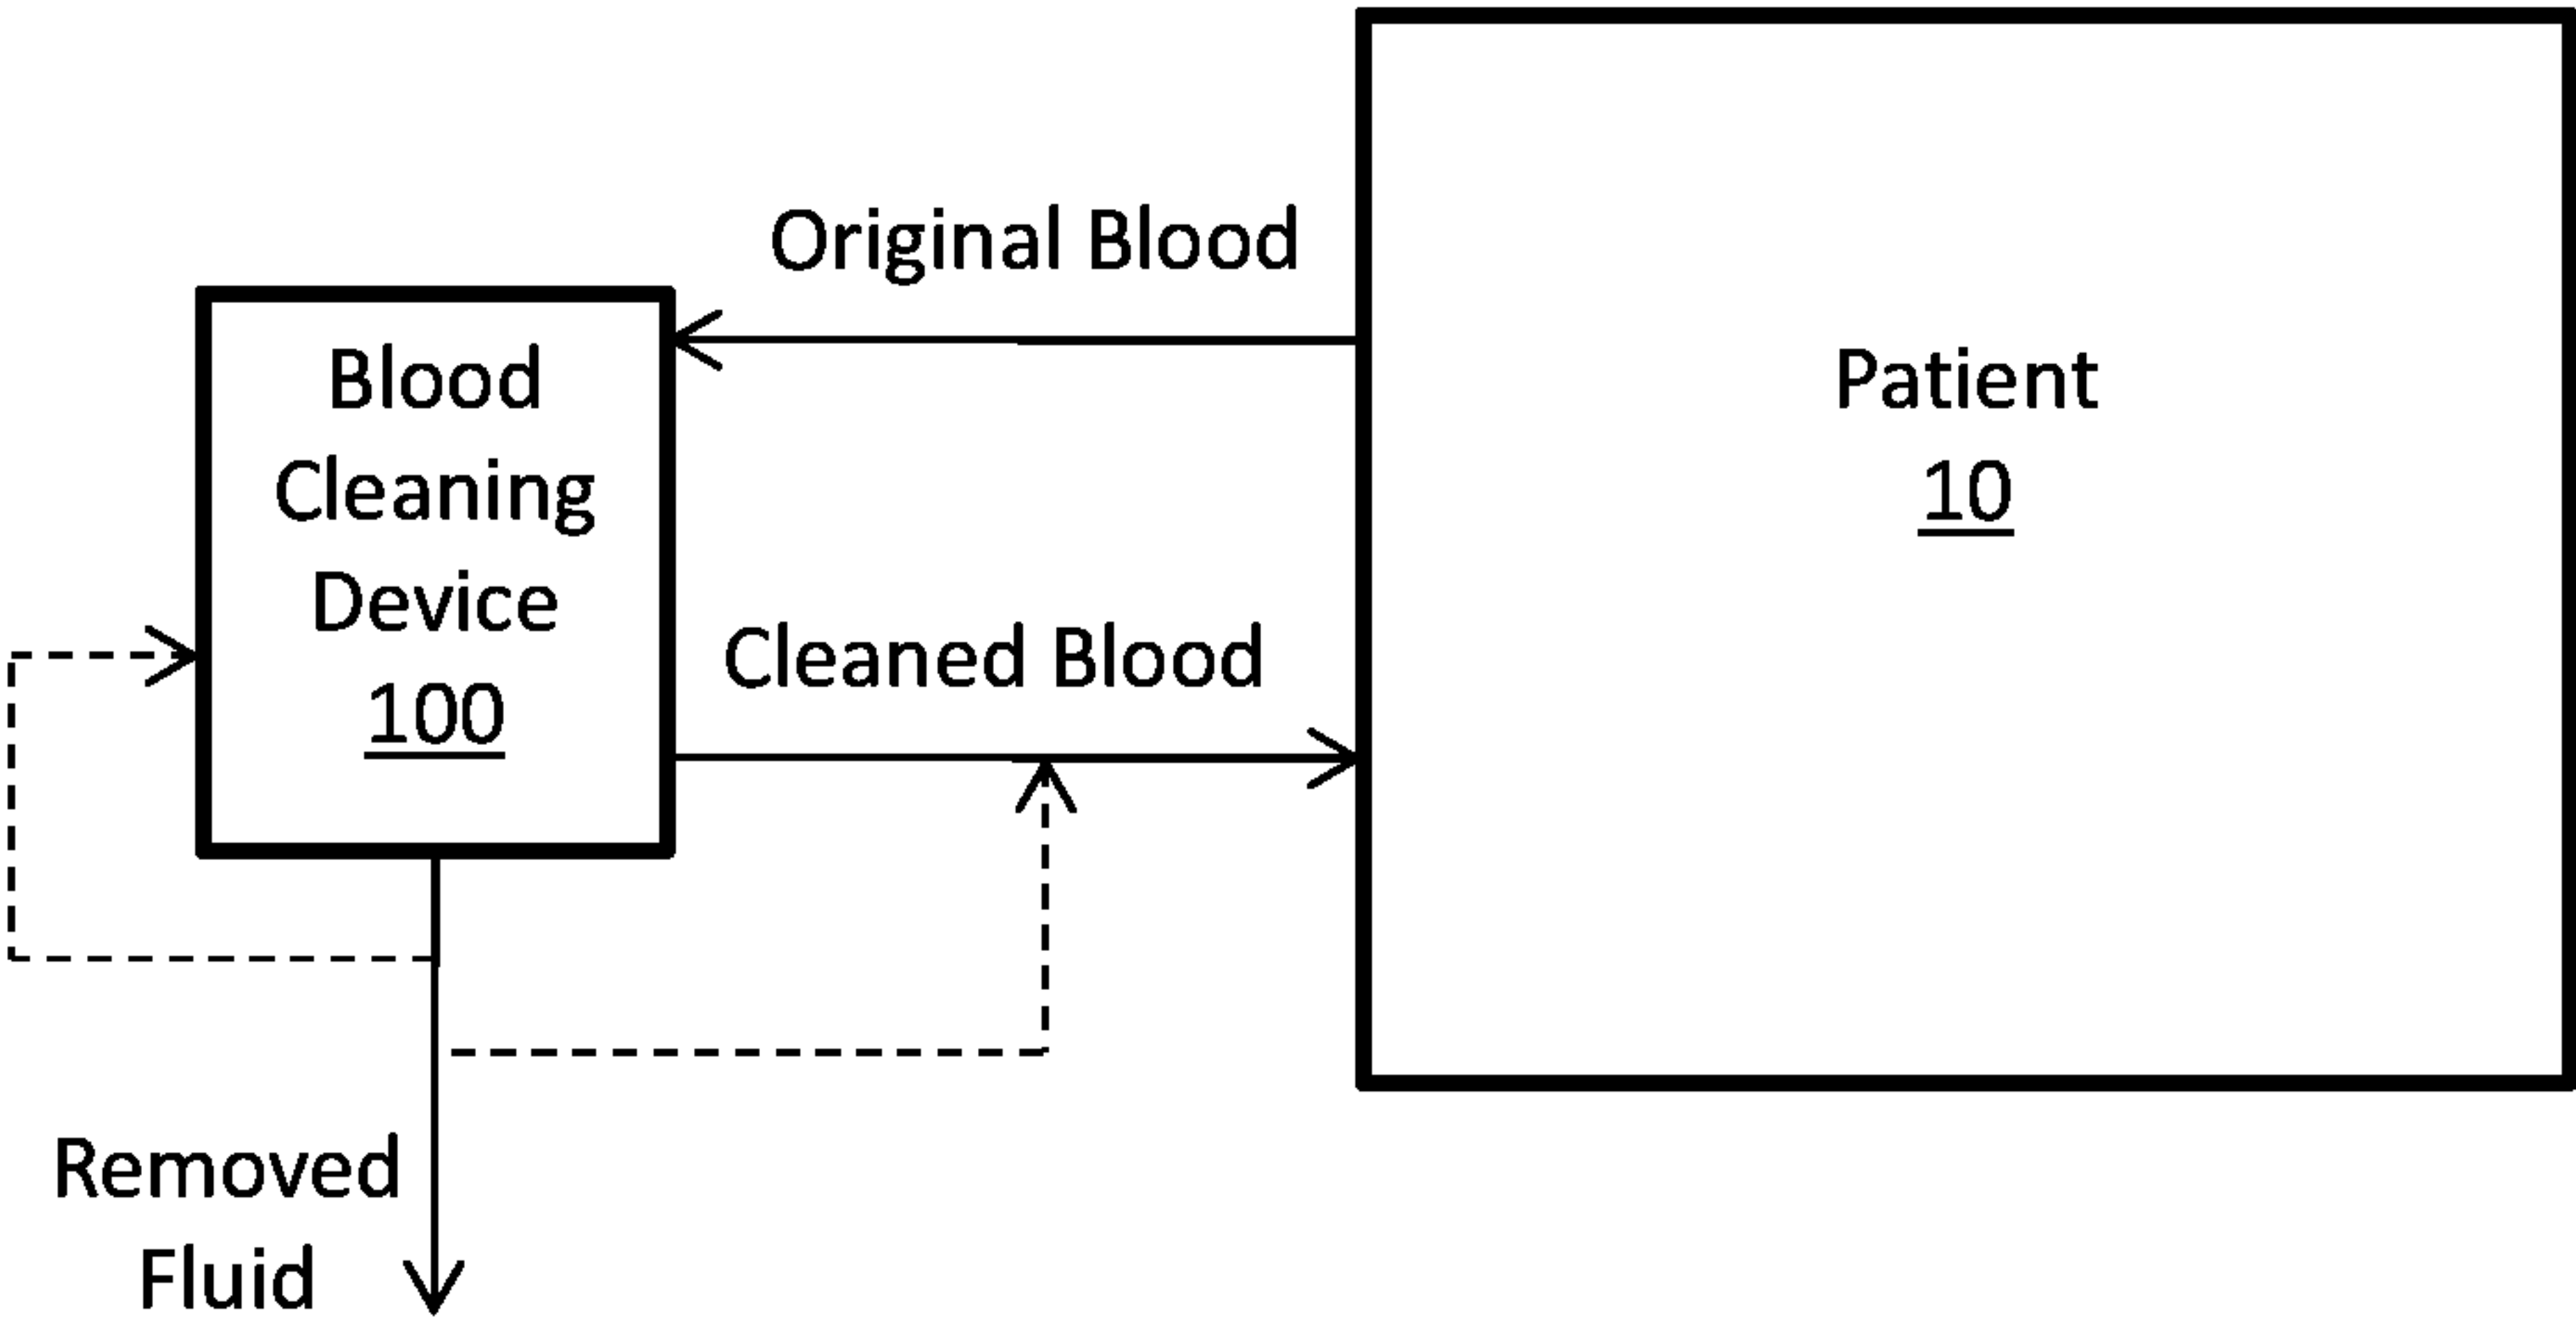 Original Blood
Blood
Cleaning
Device
100
Patient
10
Cleaned Blood
Removed
Fluid